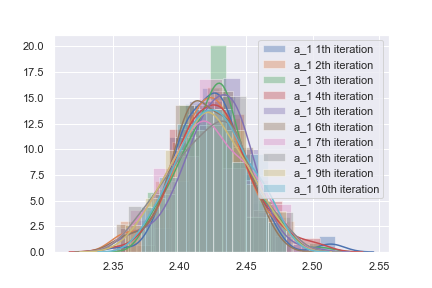 20.0
17.5
15.0
12.5
10.0
7.5
5.0
2.5
0.0
2.35
2.40
2.45
2.50
2.55
a_1 1th iteration
a_1 2th iteration
a_1 3th iteration
a_1 4th iteration
a_1 5th iteration
a_1 6th iteration
a_1 7th iteration
a_1 8th iteration
a_1 9th iteration
a_1 10th iteration